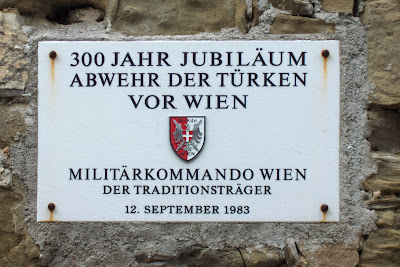 300 JAHR JUBILÄUM
ABWEHR DER TÜRKEN
VOR WIEN
MILITÄRKOMMANDO WIEN
DER TRADITIONSTRÄGER
12. SEPTEMBER 1983